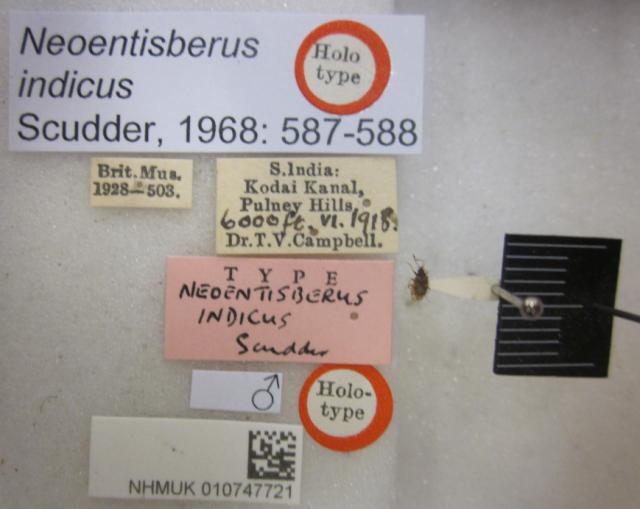 Neoentisberus
indicus
Scudder, 1968: 587-588
Holo
type
Brit. Mus.
1928—503.
S. India:
Kodai Kanal,
Pulney Hills,
6000 ft. VI. 1918.
Dr. T. V. Campbell.
TYPE
NEOENTISBERUS
INDICUS
Scudder
♂
Holo-
type
NHMUK 010747721